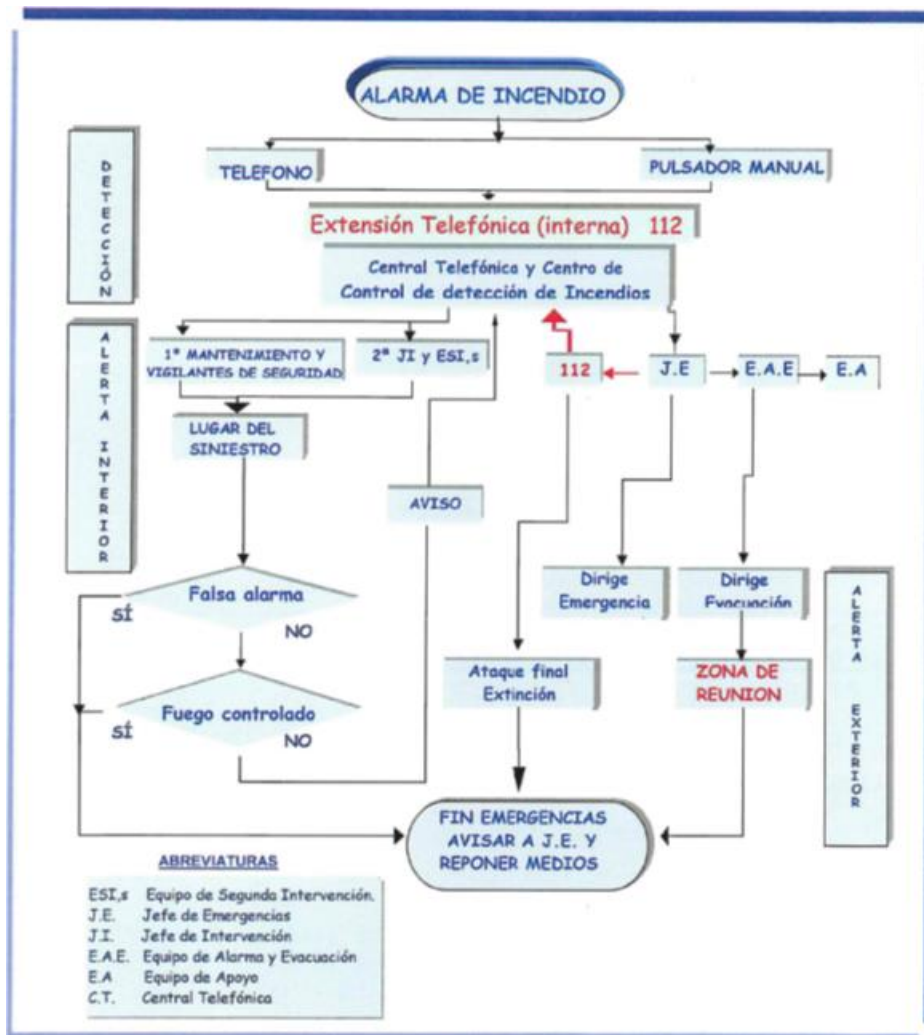 ALARMA DE INCENDIO
DETECCIÓN
TELEFONO
PULSADOR MANUAL
Extensión Telefónica (interna) 112
Central Telefónica y Centro de
Control de detección de Incendios
ALERTA INTERIOR
1ª MANTENIMIENTO Y
VIGILANTES DE SEGURIDAD
2ª JI y ESI,s
112
J.E
E.A.E
E.A
LUGAR DEL
SINIESTRO
AVISO
Falsa alarma
SÍ
NO
Dirige
Emergencia
Dirige
Evacuación
ALERTA EXTERIOR
Fuego controlado
SÍ
NO
Ataque final
Extinción
ZONA DE
REUNION
FIN EMERGENCIAS
AVISAR A J.E. Y
REPONER MEDIOS
ABREVIATURAS
ESI,s Equipo de Segunda Intervención.
J.E. Jefe de Emergencias
J.I. Jefe de Intervención
E.A.E. Equipo de Alarma y Evacuación
E.A Equipo de Apoyo
C.T. Central Telefónica